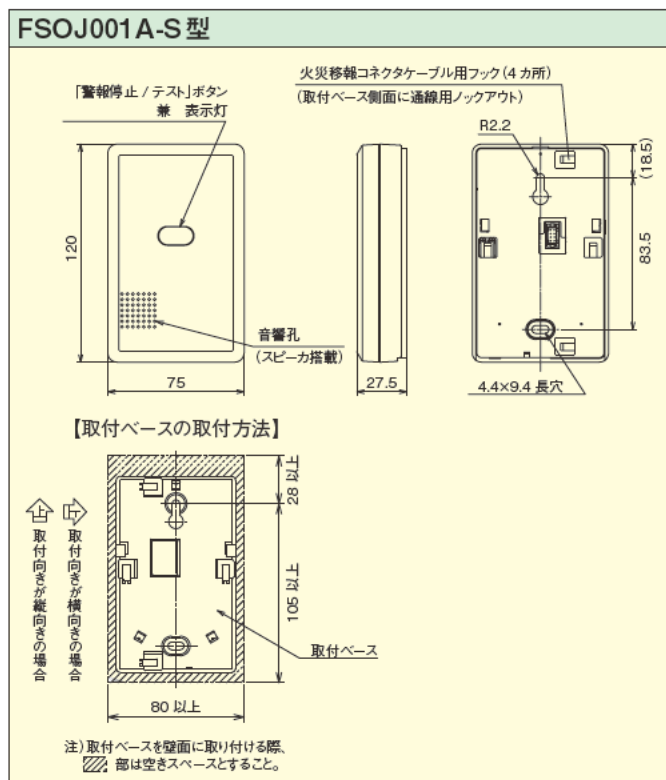 FSOJ001A-S型
「警報停止/テスト」ボタン
兼 表示灯
火災移報コネクタケーブル用フック(4カ所)
(取付ベース側面に通線用ノックアウト)
R2.2
(18.5)
120
83.5
音響孔
(スピーカ搭載)
75
27.5
4.4×9.4 長穴
【取付ベースの取付方法】
28以上
上
取付向きが縦向きの場合
上
取付向きが横向きの場合
105以上
取付ベース
80以上
注)取付ベースを壁面に取り付ける際、
部は空きスペースとすること。